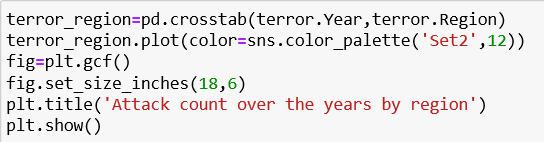 terror_region=pd.crosstab(terror.Year,terror.Region)
terror_region.plot(color=sns.color_palette('Set2',12))
fig=plt.gcf()
fig.set_size_inches(18,6)
plt.title('Attack count over the years by region')
plt.show()